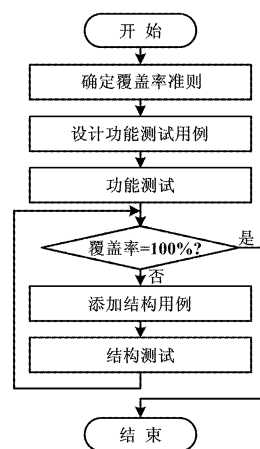 开 始
确定覆盖率准则
设计功能测试用例
功能测试
覆盖率=100%?
是
否
添加结构用例
结构测试
结 束